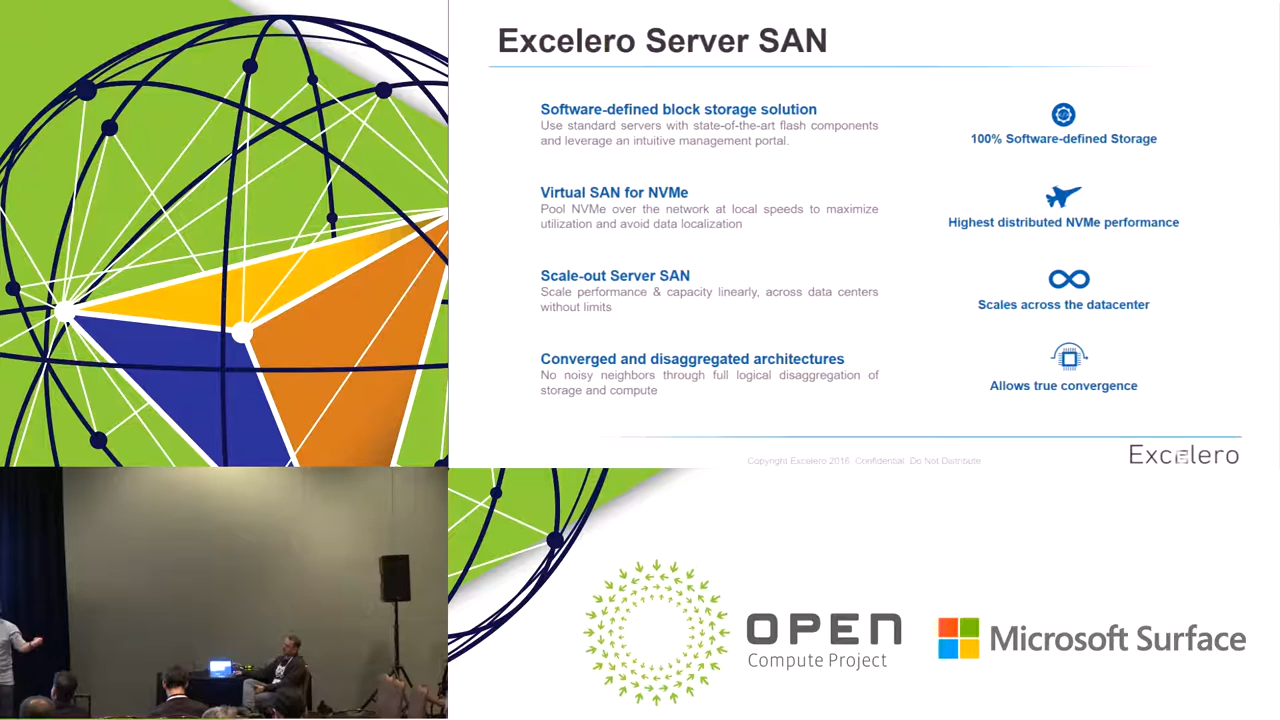 Excelero Server SAN
Software-defined block storage solution
Use standard servers with state-of-the-art flash components
and leverage an intuitive management portal.
100% Software-defined Storage
Virtual SAN for NVMe
Pool NVMe over the network at local speeds to maximize
utilization and avoid data localization
Highest distributed NVMe performance
Scale-out Server SAN
Scale performance & capacity linearly, across data centers
without limits
Scales across the datacenter
Converged and disaggregated architectures
No noisy neighbors through full logical disaggregation of
storage and compute
Allows true convergence
Copyright Excelero 2016. Confidential. Do Not Distribute
Excelero
OPEN
Compute Project
Microsoft Surface